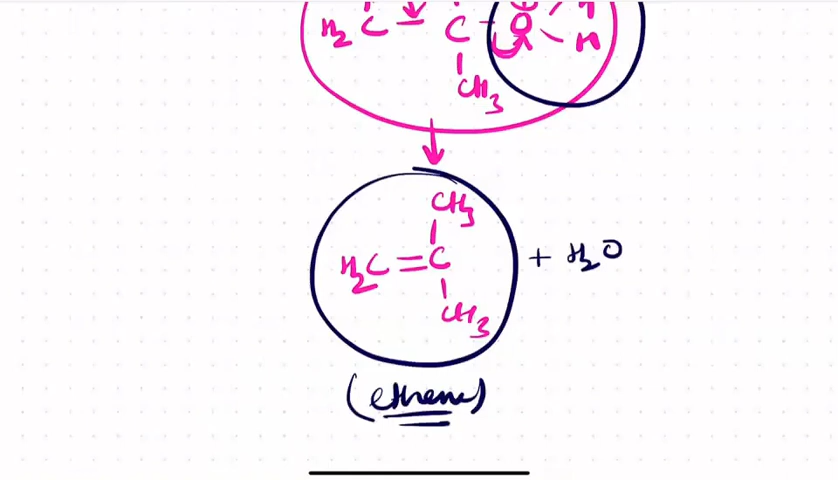 H₂C - C - O - H
CH₃
CH₃
H₂C = C + H₂O
CH₃
(ethene)